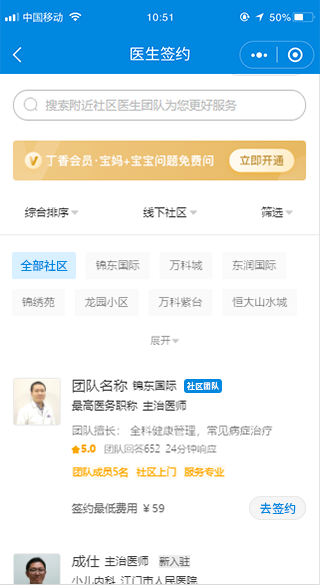 中国移动 10:51 50%
医生签约
搜索附近社区医生团队为您更好服务
丁香会员·宝妈+宝宝问题免费问 立即开通
综合排序 线下社区 筛选
全部社区 锦东国际 万科城 东润国际
锦绣苑 龙园小区 万科紫台 恒大山水城
展开
团队名称 锦东国际 社区团队
最高医务职称 主治医师
团队擅长： 全科健康管理，常见病症治疗
5.0 团队回答652 24分钟响应
团队成员5名 社区上门 服务专业
签约最低费用 ￥59 去签约
成仕 主治医师 新入驻
小儿内科 江门市人民医院